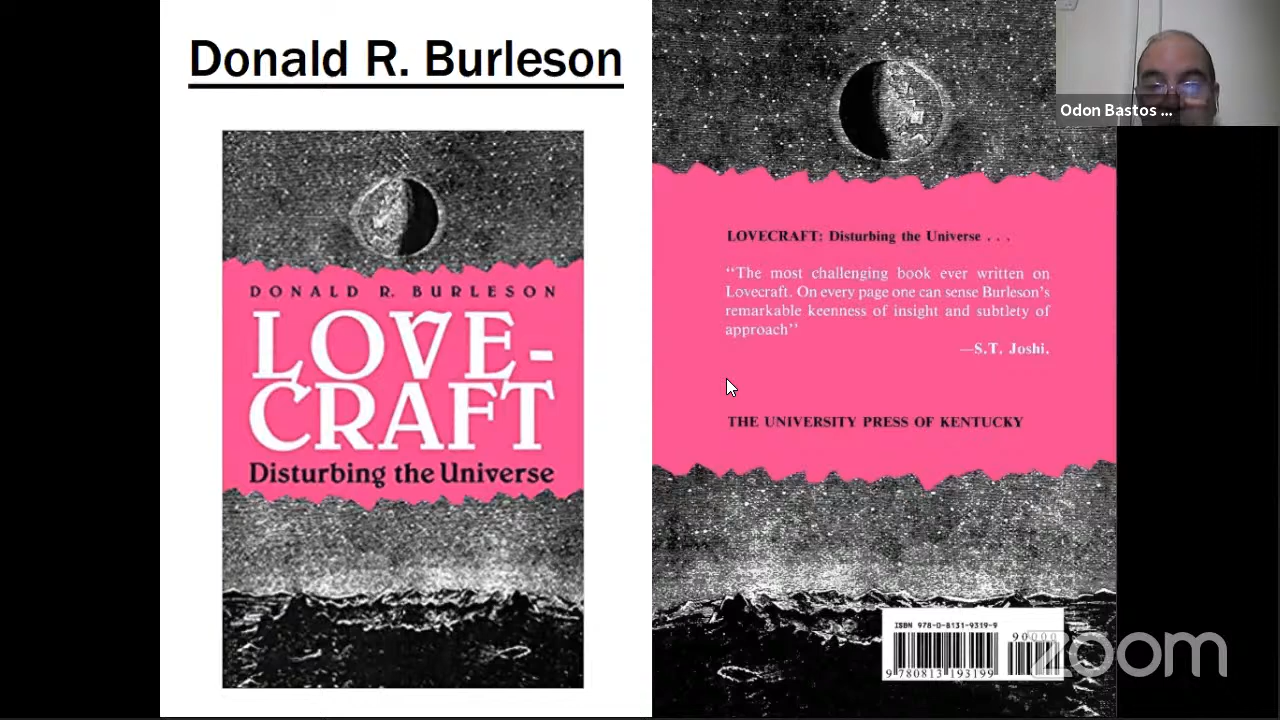 Donald R. Burleson
DONALD R. BURLESON
LOVE-
CRAFT
Disturbing the Universe
LOVECRAFT: Disturbing the Universe . . .
“The most challenging book ever written on
Lovecraft. On every page one can sense Burleson’s
remarkable keenness of insight and subtlety of
approach”
—S.T. Joshi.
THE UNIVERSITY PRESS OF KENTUCKY
ISBN 978-0-8131-9319-9
90000
9 780813 193199
Odon Bastos ...
zoom